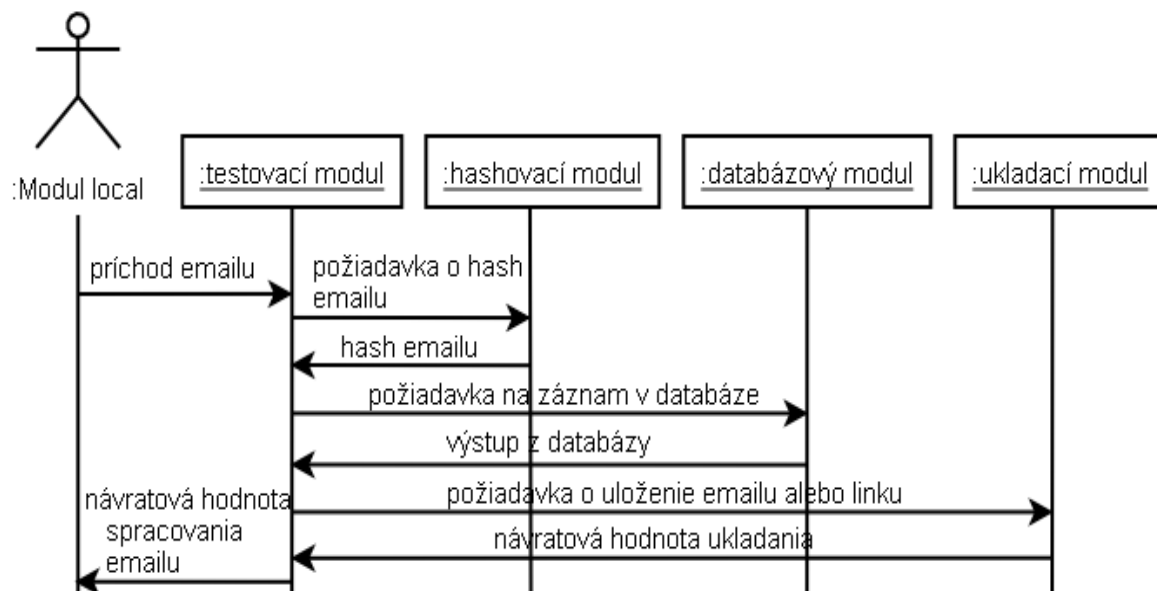 :Modul local
:testovací modul
:hashovací modul
:databázový modul
:ukladací modul
príchod emailu
požiadavka o hash
emailu
hash emailu
požiadavka na záznam v databáze
výstup z databázy
požiadavka o uloženie emailu alebo linku
návratová hodnota ukladania
návratová hodnota
spracovania
emailu